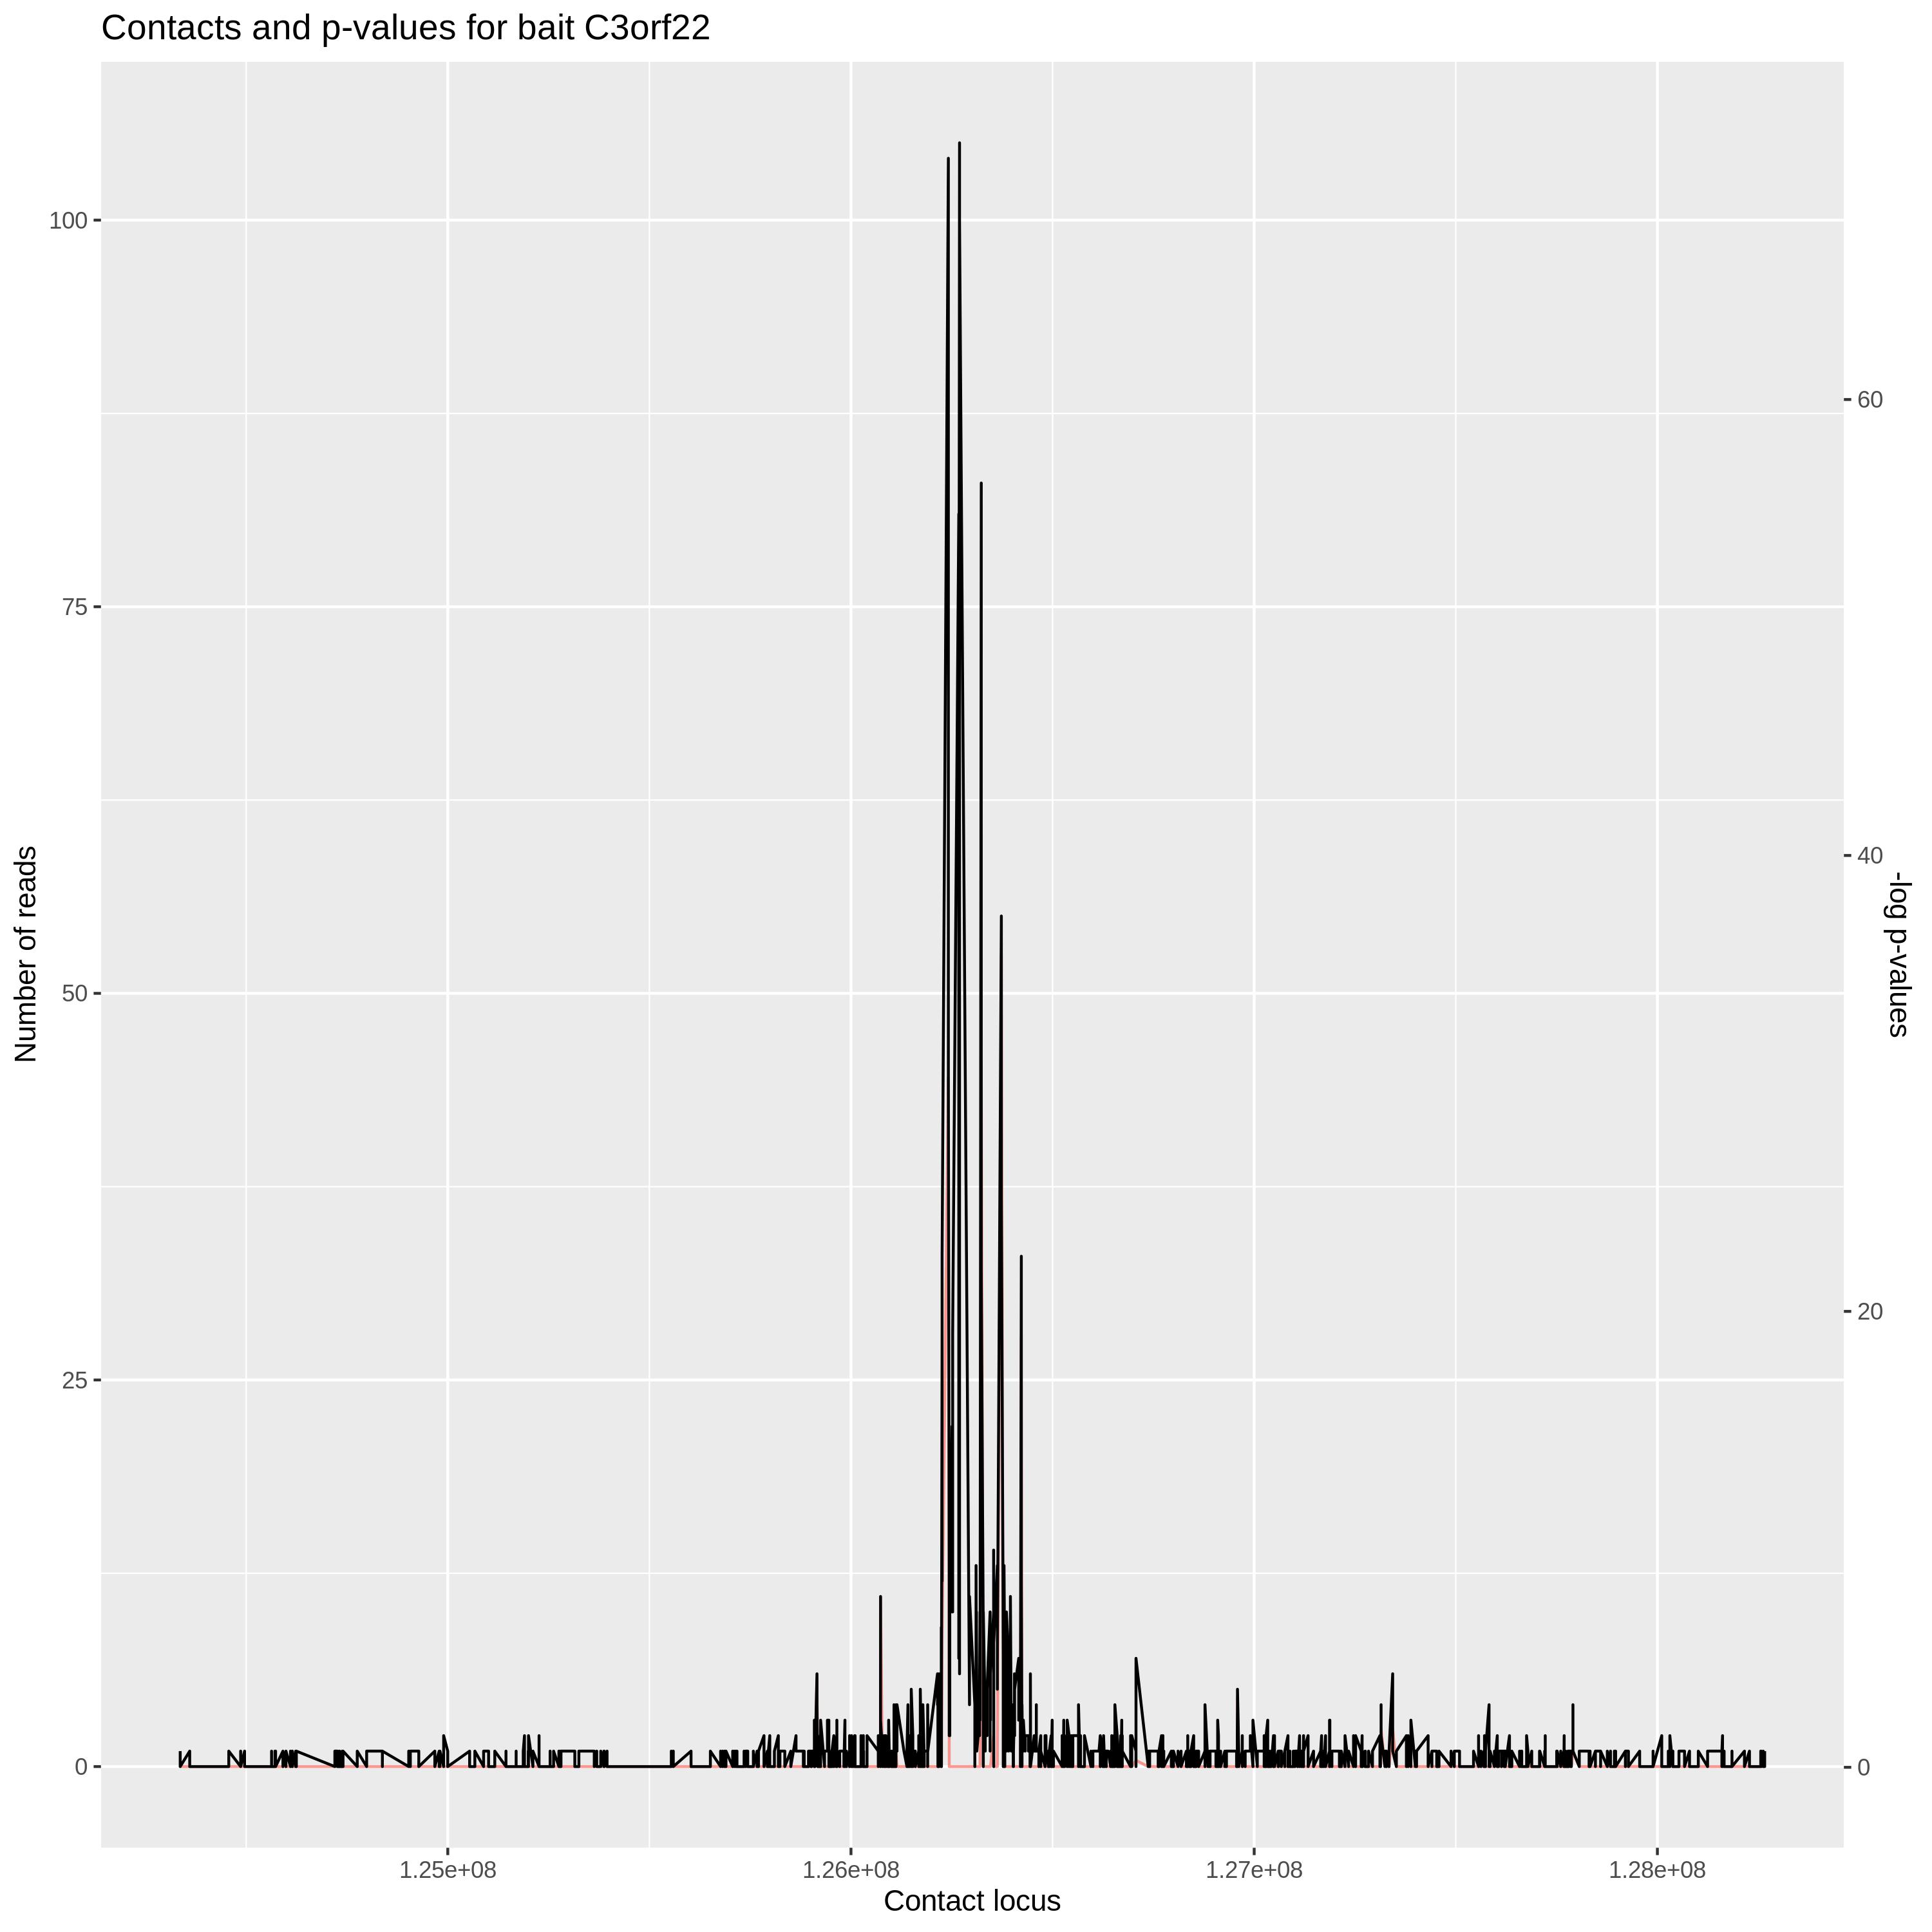 Contacts and p-values for bait C3orf22
100
75
50
25
0
Number of reads
60
40
20
0
-log p-values
1.25e+08
1.26e+08
1.27e+08
1.28e+08
Contact locus